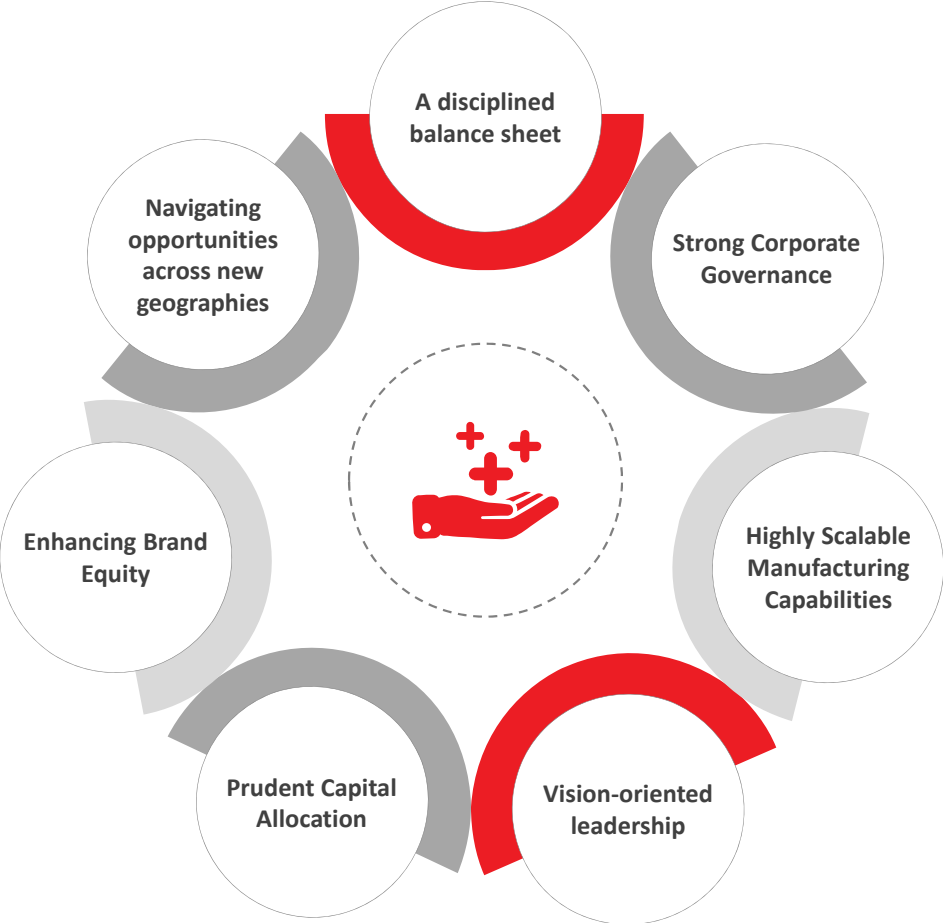 A disciplined
balance sheet
Strong Corporate
Governance
Highly Scalable
Manufacturing
Capabilities
Vision-oriented
leadership
Prudent Capital
Allocation
Enhancing Brand
Equity
Navigating
opportunities
across new
geographies